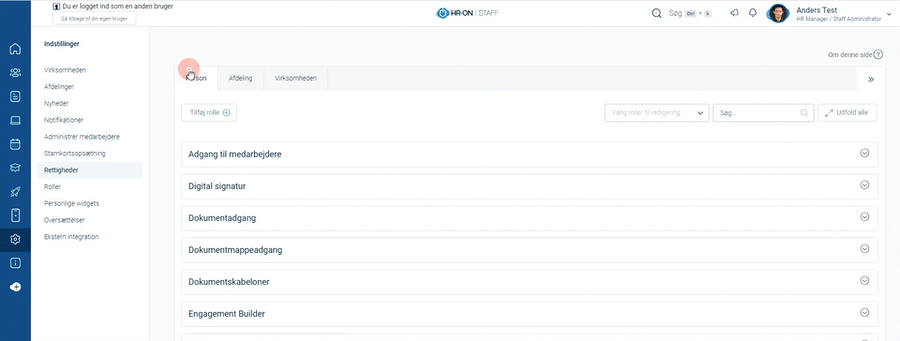 Du er logget ind som en anden bruger
Gå tilbage til din egen bruger
HR-ON | STAFF
Søg Ctrl + k
Anders Test
HR Manager / Staff Administrator
Indstillinger
Virksomheden
Afdelinger
Nyheder
Notifikationer
Administrer medarbejdere
Stamkortsopsætning
Rettigheder
Roller
Personlige widgets
Oversættelser
Ekstern integration
Om denne side ?
Afdeling
Virksomheden
»
Tilføj rolle
Vælg roller til redigering
Søg...
Udfold alle
Adgang til medarbejdere
Digital signatur
Dokumentadgang
Dokumentmappeadgang
Dokumentskabeloner
Engagement Builder